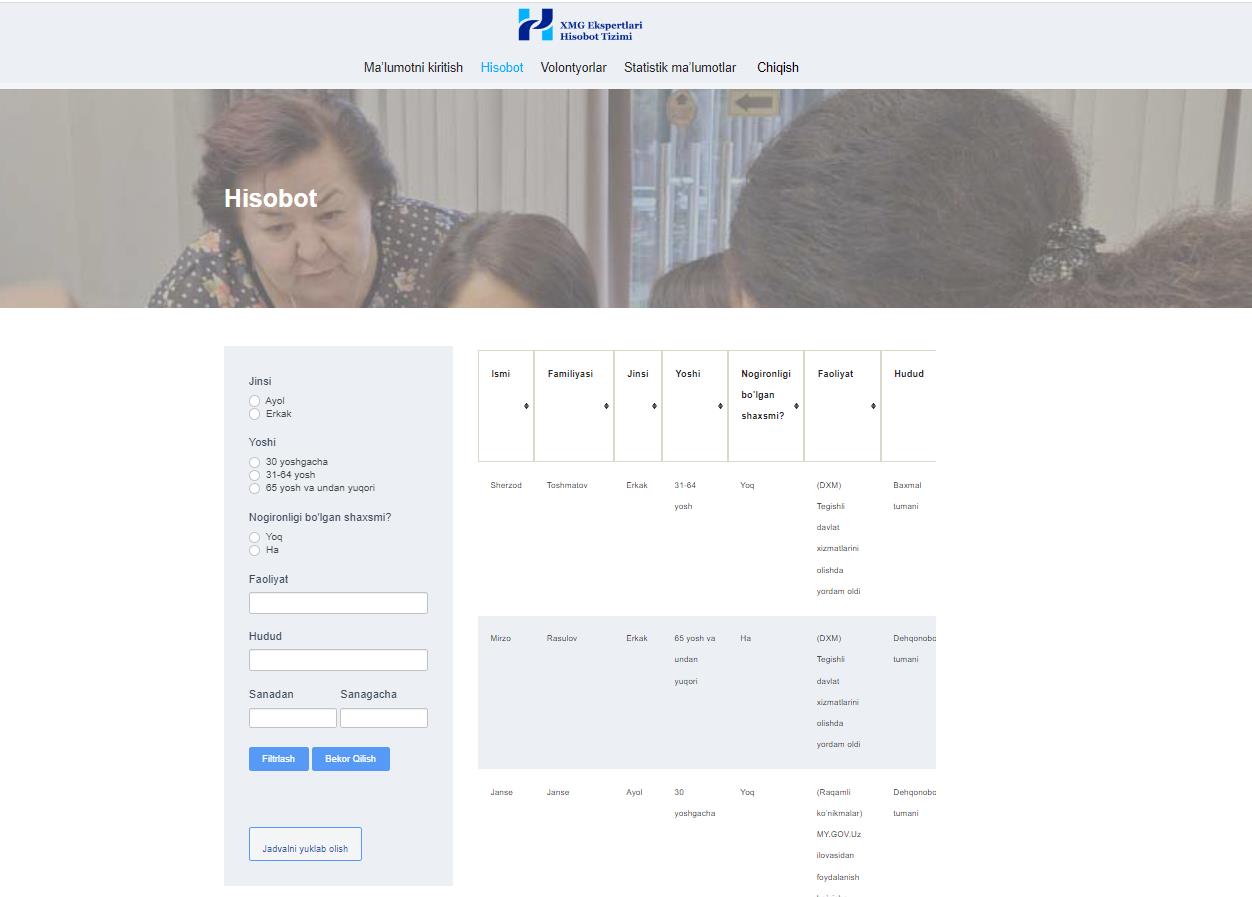 XMG Ekspertlari
Hisobot Tizimi
Ma'lumotni kiritish Hisobot Volontyorlar Statistik ma'lumotlar Chiqish
Hisobot
Jinsi
Ayol
Erkak
Yoshi
30 yoshgacha
31-64 yosh
65 yosh va undan yuqori
Nogironligi bo'lgan shaxsmi?
Yoq
Ha
Faoliyat
Hudud
Sanadan Sanagacha
Filtrlash Bekor Qilish
Jadvalni yuklab olish
Ismi Familiyasi Jinsi Yoshi Nogironligi Faoliyat Hudud
bo'lgan
shaxsmi?
Sherzod Toshmatov Erkak 31-64 Yoq (DXM) Baxmal
yosh Tegishli tumani
davlat
xizmatlarini
olishda
yordam oldi
Mirzo Rasulov Erkak 65 yosh va Ha (DXM) Dehqonobo
undan Tegishli tumani
yuqori davlat
xizmatlarini
olishda
yordam oldi
Janse Janse Ayol 30 Yoq (Raqamli Dehqonobo
yoshgacha ko'nikmalar) tumani
MY.GOV.Uz
ilovasidan
foydalanish